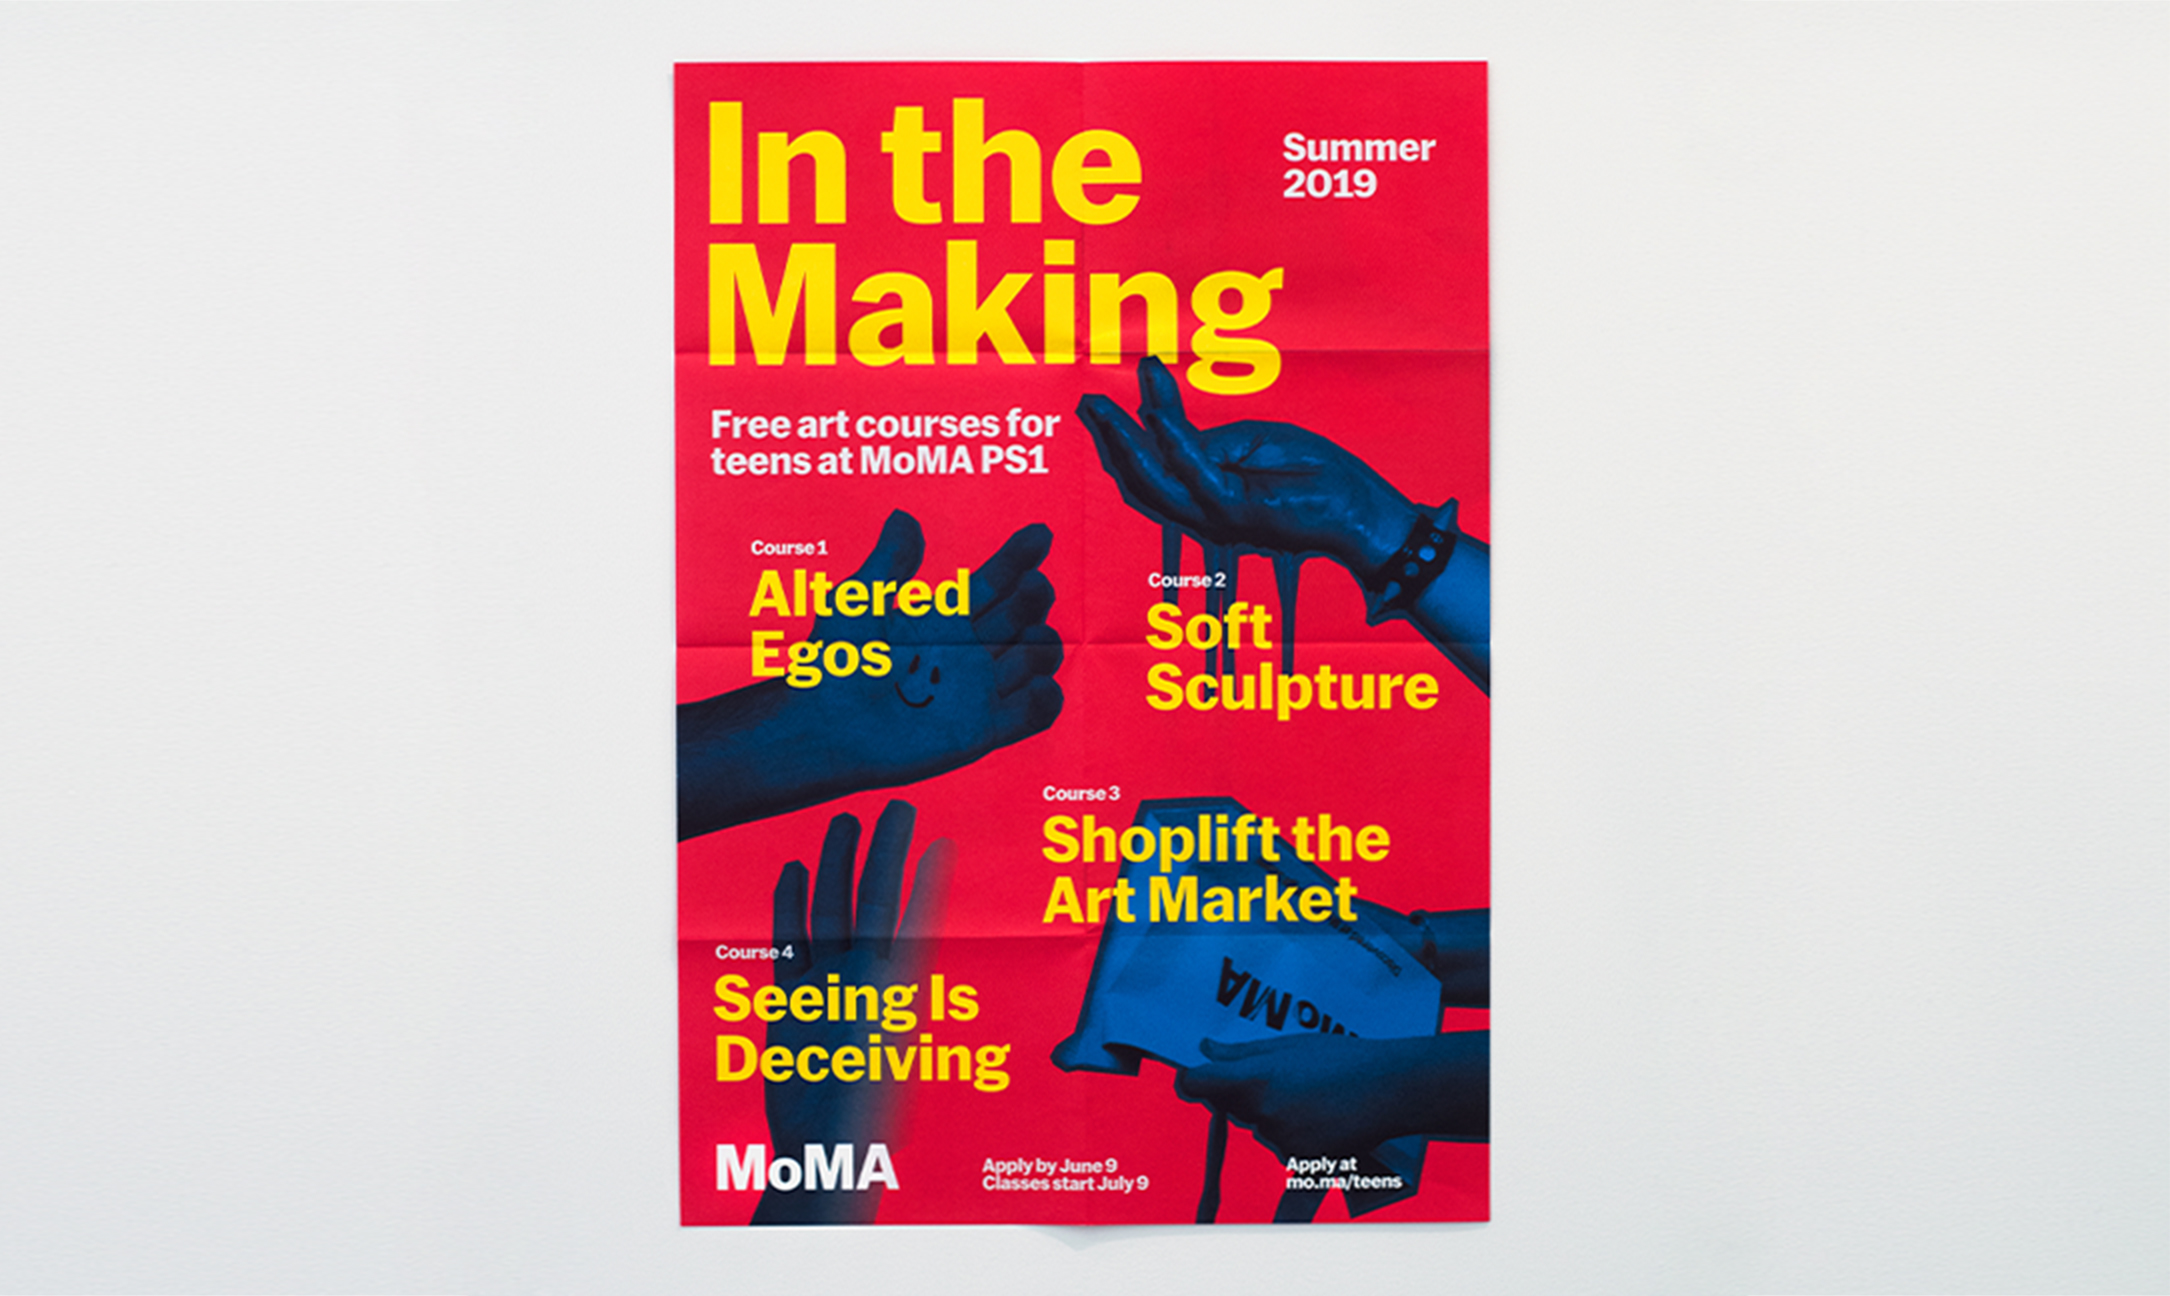 In the
Making
Summer
2019
Free art courses for
teens at MoMA PS1
Course 1
Altered
Egos
Course 2
Soft
Sculpture
Course 3
Shoplift the
Art Market
MoMA
Course 4
Seeing Is
Deceiving
MoMA
Apply by June 9
Classes start July 9
Apply at
mo.ma/teens